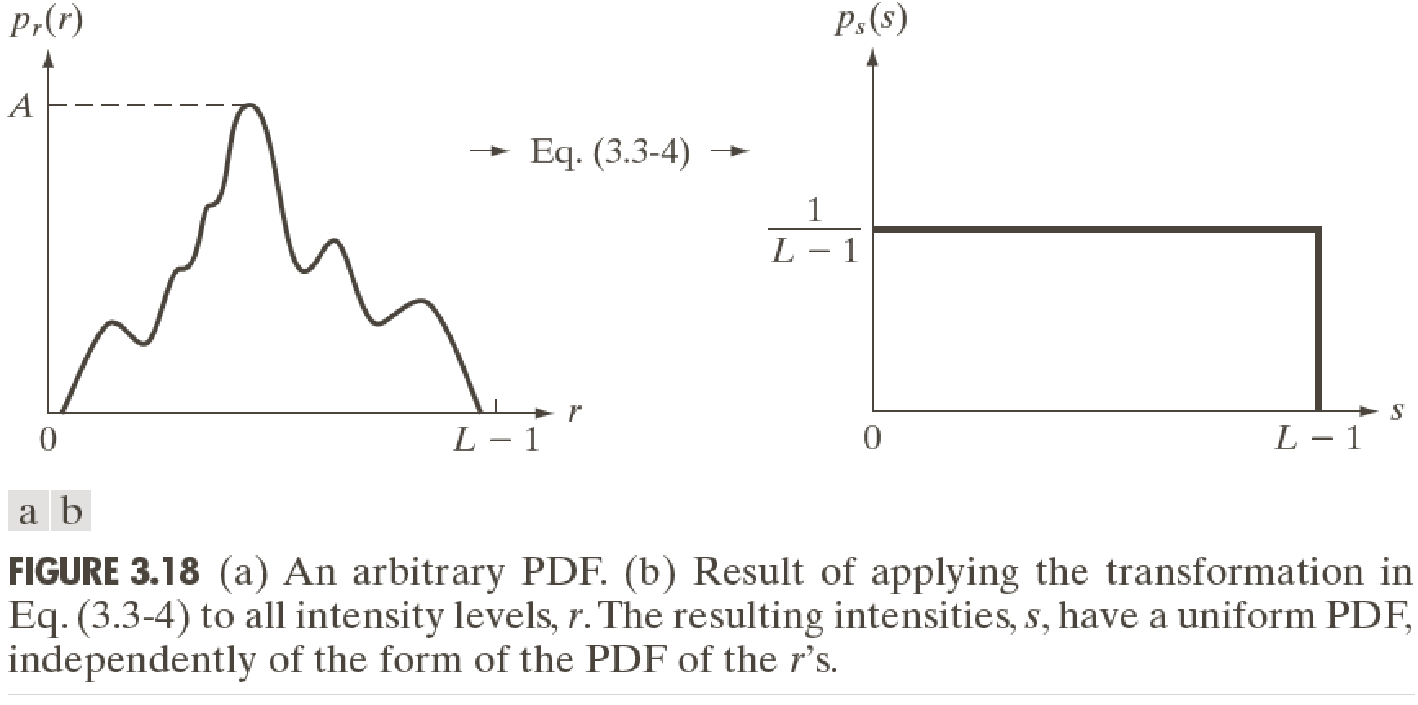 pᵣ(r)
A
0
L − 1
r
→ Eq. (3.3-4) →
pₛ(s)
1
L − 1
0
L − 1
s
a b
FIGURE 3.18 (a) An arbitrary PDF. (b) Result of applying the transformation in
Eq. (3.3-4) to all intensity levels, r. The resulting intensities, s, have a uniform PDF,
independently of the form of the PDF of the r’s.